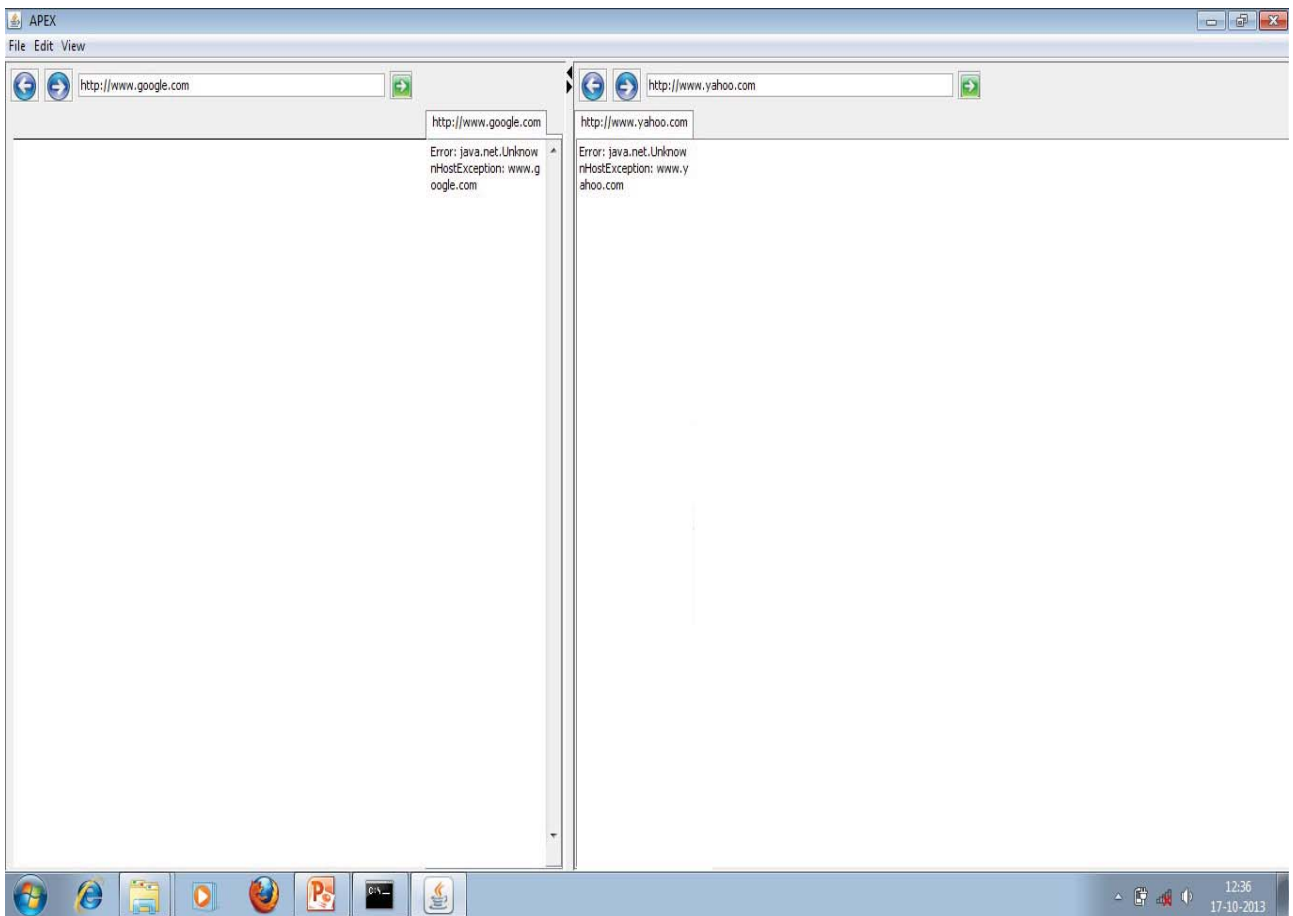 APEX
File Edit View
http://www.google.com
http://www.google.com
Error: java.net.Unknow
nHostException: www.g
oogle.com
http://www.yahoo.com
http://www.yahoo.com
Error: java.net.Unknow
nHostException: www.y
ahoo.com
C:\_
12:36
17-10-2013